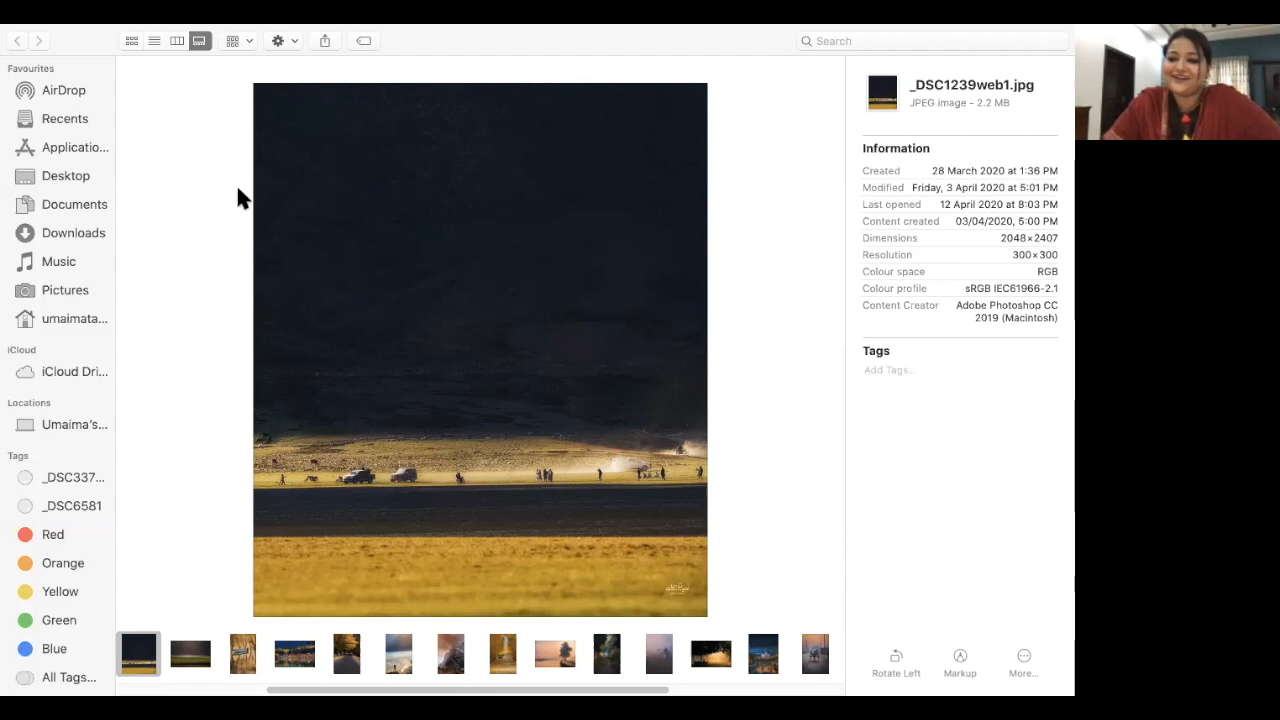 Search
Favourites
AirDrop
Recents
Applicatio...
Desktop
Documents
Downloads
Music
Pictures
umaimata...
iCloud
iCloud Dri...
Locations
Umaima's...
Tags
_DSC337...
_DSC6581
Red
Orange
Yellow
Green
Blue
All Tags...
_DSC1239web1.jpg
JPEG image - 2.2 MB
Information
Created 28 March 2020 at 1:36 PM
Modified Friday, 3 April 2020 at 5:01 PM
Last opened 12 April 2020 at 8:03 PM
Content created 03/04/2020, 5:00 PM
Dimensions 2048×2407
Resolution 300×300
Colour space RGB
Colour profile sRGB IEC61966-2.1
Content Creator Adobe Photoshop CC
2019 (Macintosh)
Tags
Add Tags...
Rotate Left Markup More...